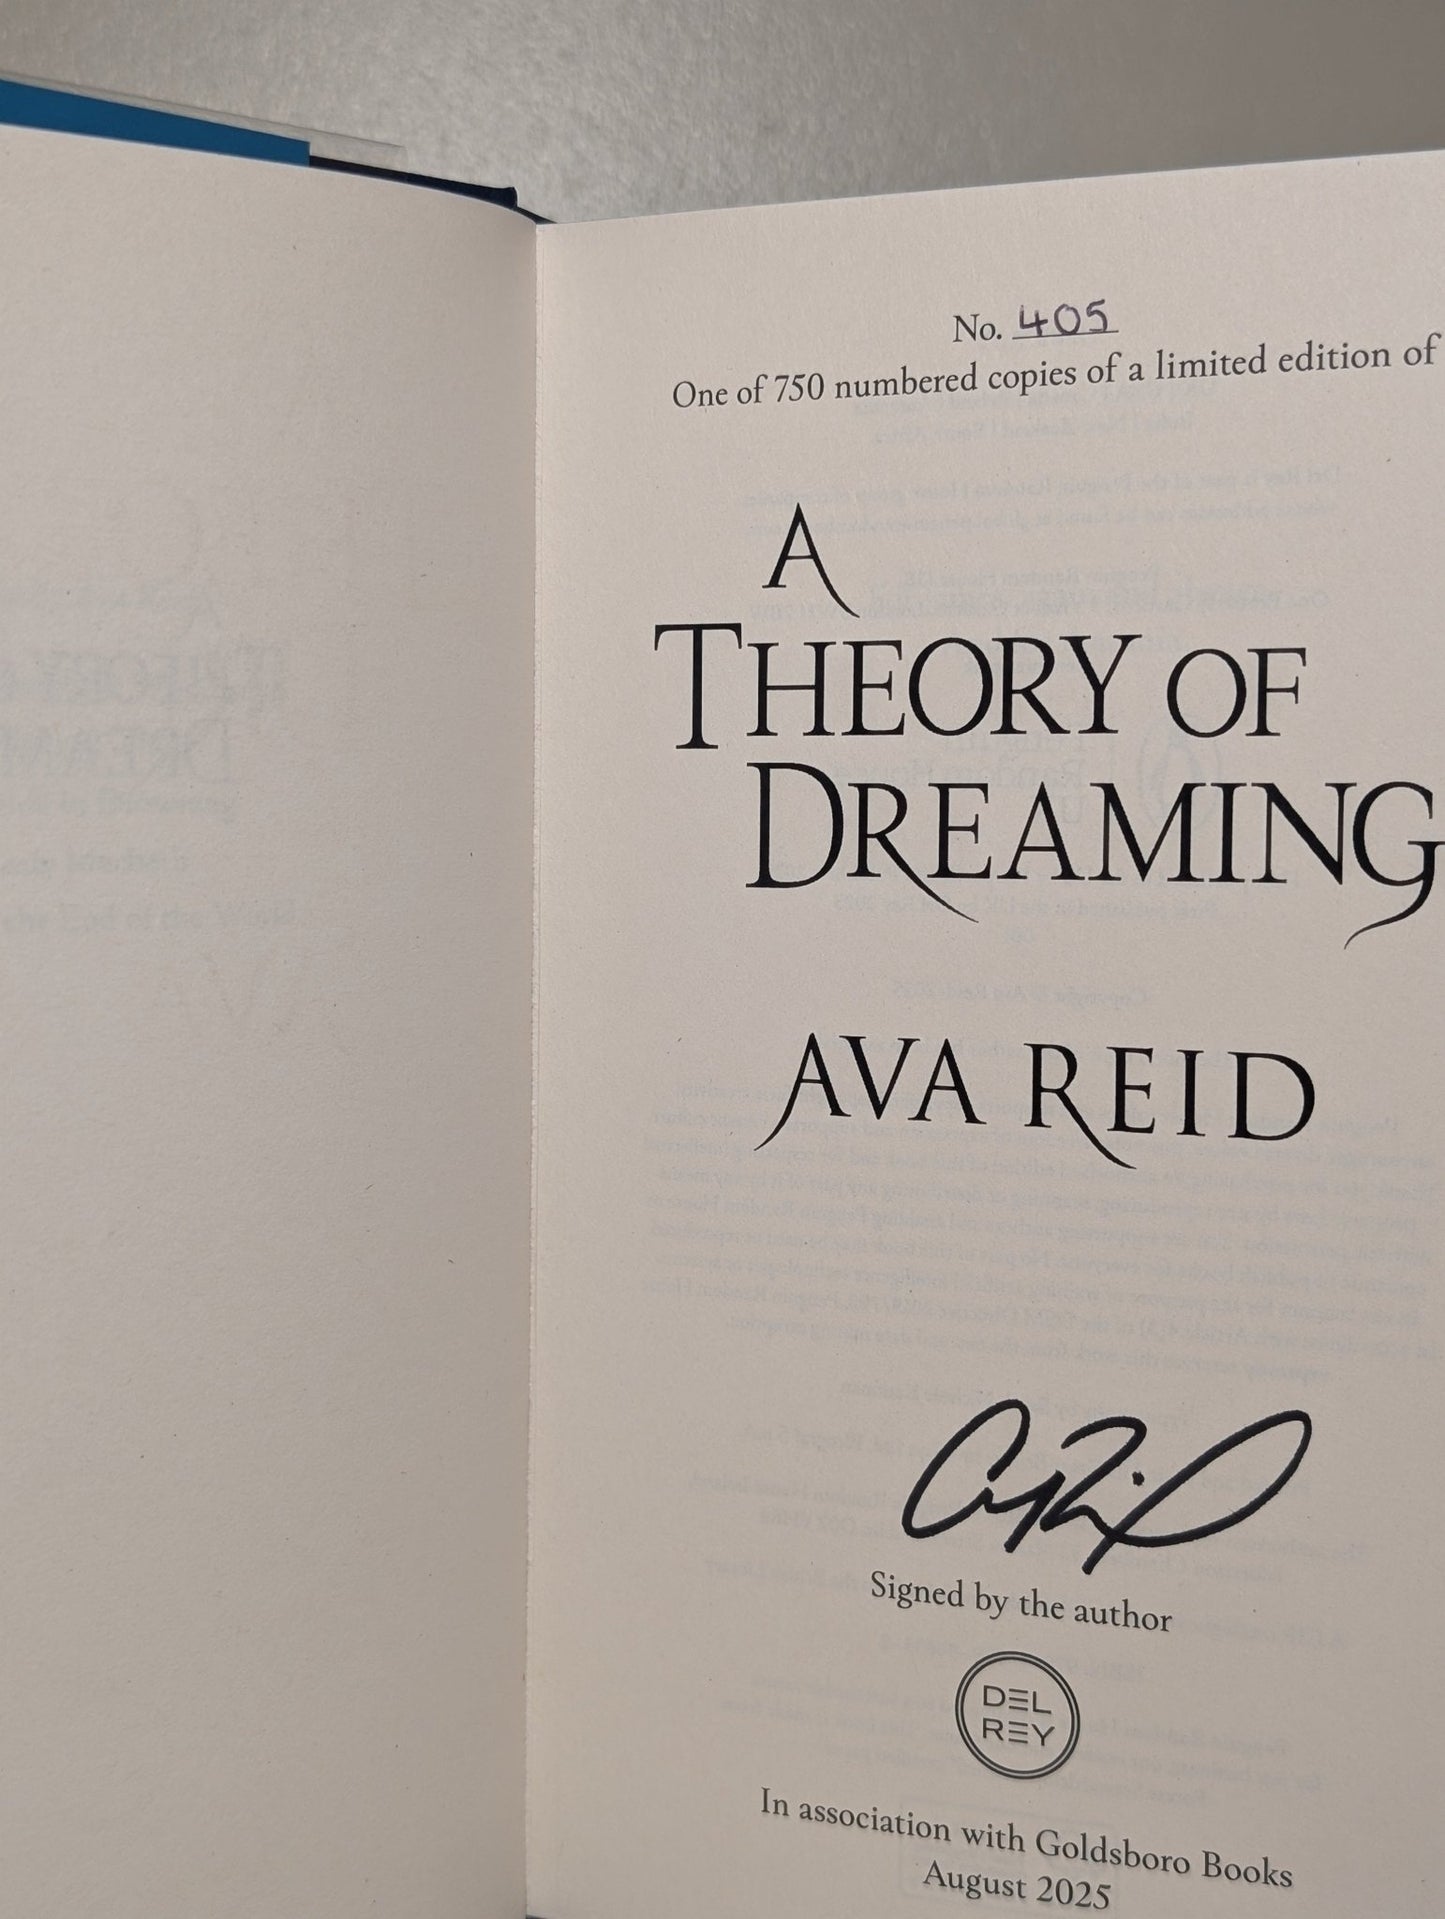 No. 405
One of 750 numbered copies of a limited edition of
A
THEORY OF
DREAMING
AVA REID
Signed by the author
DEL
REY
In association with Goldsboro Books
August 2025